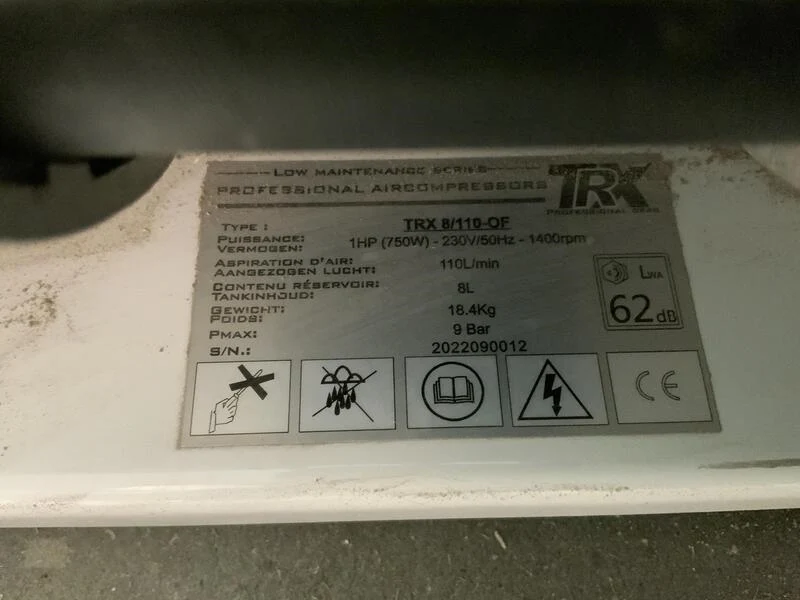 LOW MAINTENANCE SERIES
PROFESSIONAL AIRCOMPRESSORS
TRX
PROFESSIONAL GEAR
TYPE : TRX 8/110-OF
PUISSANCE: 1HP (750W) - 230V/50Hz - 1400rpm
VERMOGEN:
ASPIRATION D'AIR: 110L/min
AANGEZOGEN LUCHT:
CONTENU RÉSERVOIR: 8L
TANKINHOUD:
GEWICHT: 18.4Kg
POIDS:
PMAX: 9 Bar
S/N.: 2022090012
LWA
62 dB
CE